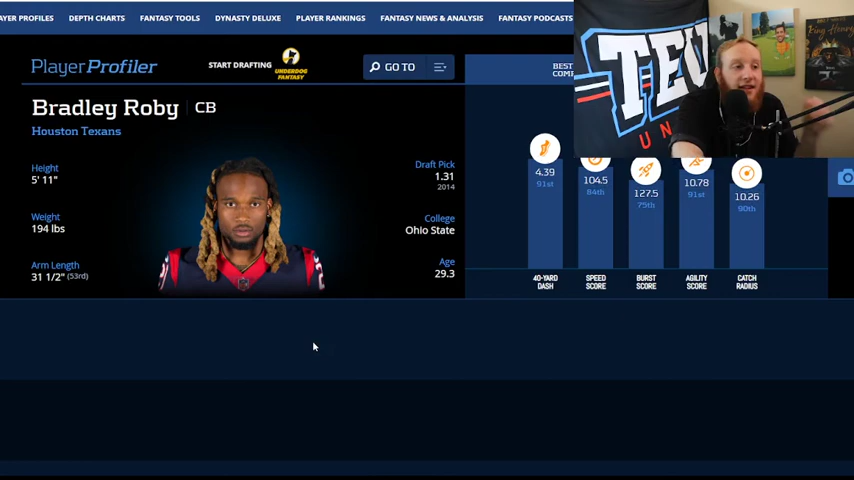 AYER PROFILES DEPTH CHARTS FANTASY TOOLS DYNASTY DELUXE PLAYER RANKINGS FANTASY NEWS & ANALYSIS FANTASY PODCASTS
PlayerProfiler
START DRAFTING
UNDERDOG
FANTASY
GO TO
BEST
COMP
Bradley Roby CB
Houston Texans
Height
5' 11"
Weight
194 lbs
Arm Length
31 1/2" (53rd)
Draft Pick
1.31
2014
College
Ohio State
Age
29.3
4.39
91st
40-YARD
DASH
104.5
84th
SPEED
SCORE
127.5
75th
BURST
SCORE
10.78
91st
AGILITY
SCORE
10.26
80th
CATCH
RADIUS
TEU
UN
King Henry